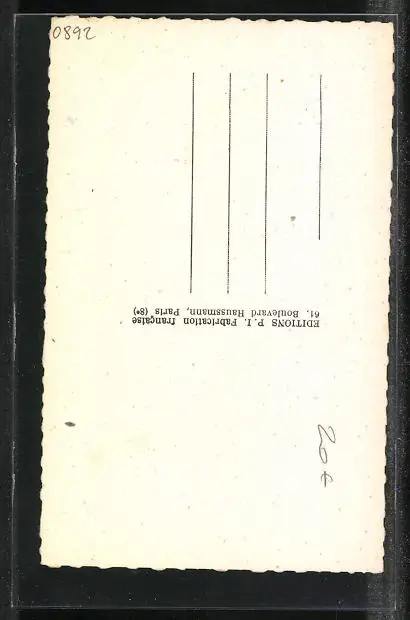 0892
EDITIONS P. I. Fabrication française
61, Boulevard Haussmann, Paris (8e)
20 €